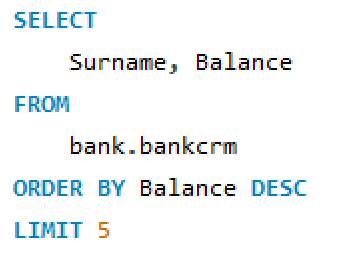 SELECT
Surname, Balance
FROM
bank.bankcrm
ORDER BY Balance DESC
LIMIT 5